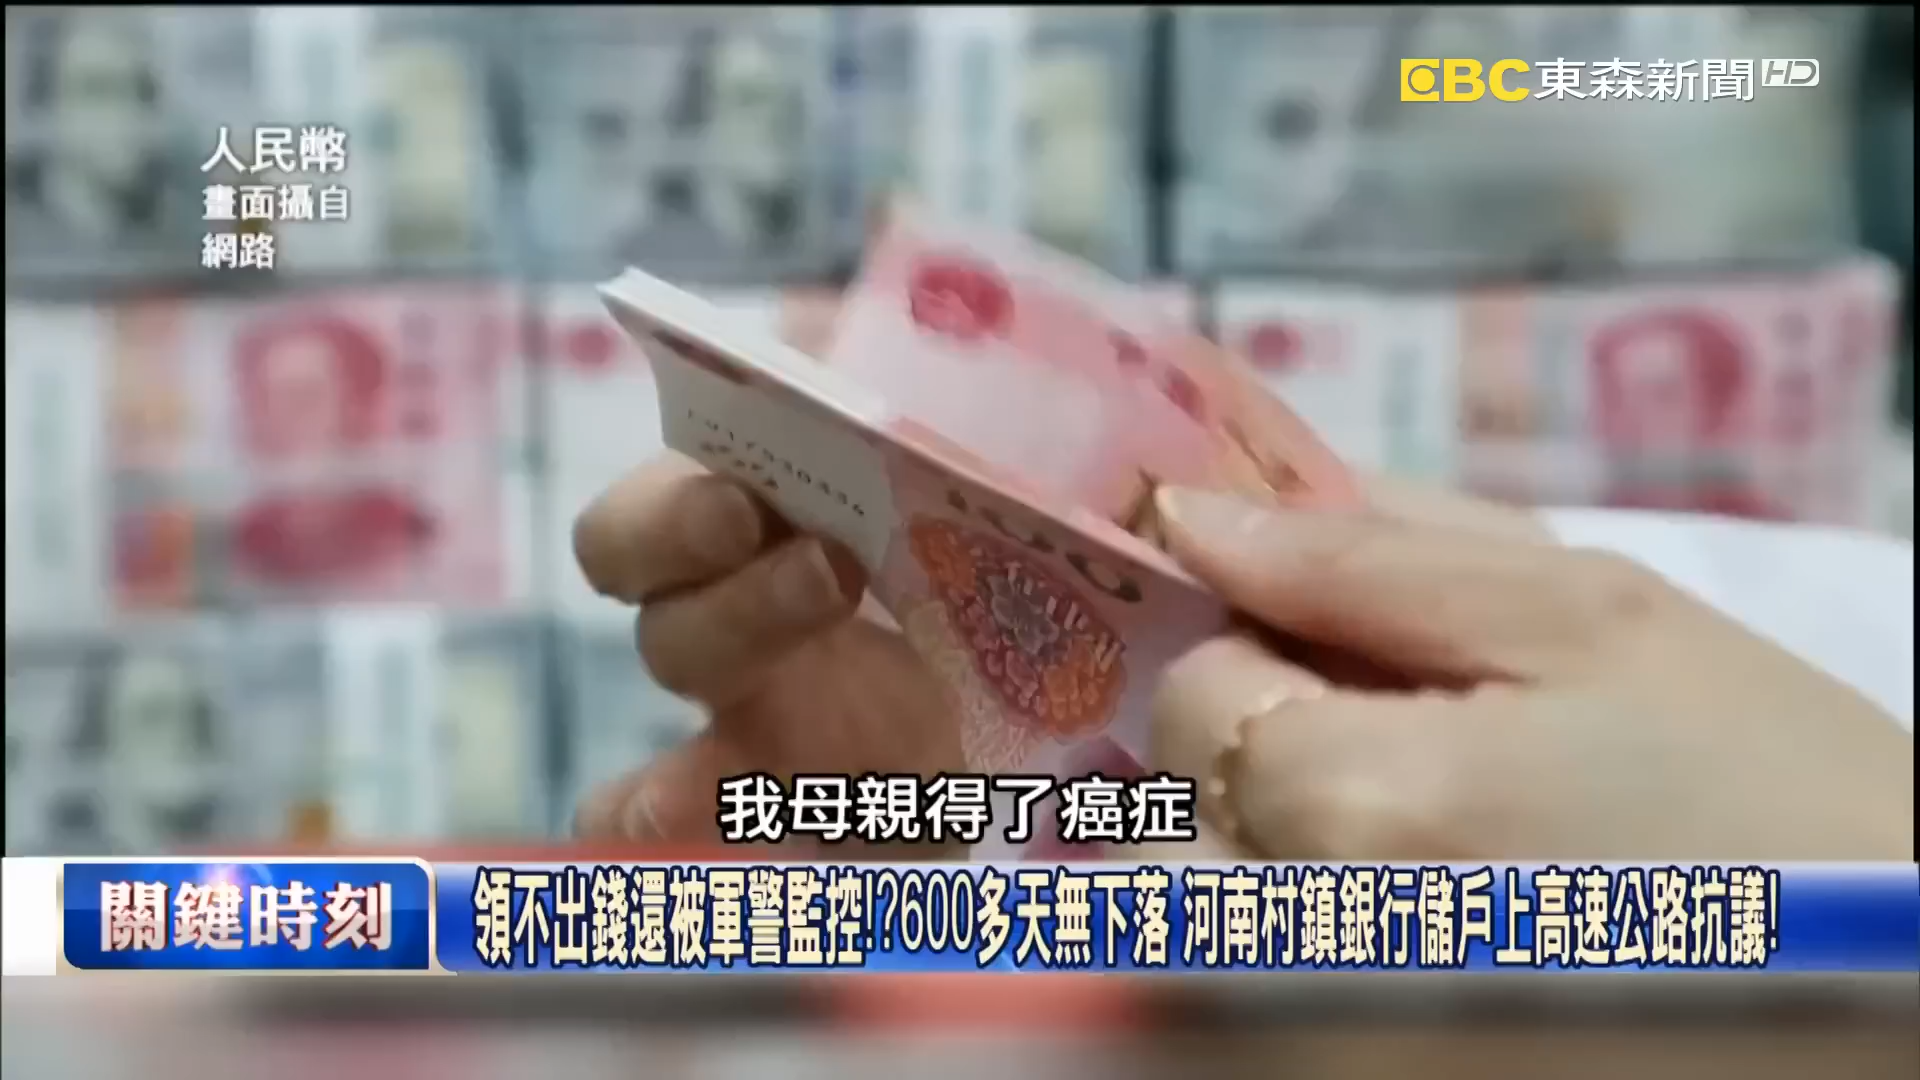 EBC東森新聞HD
人民幣
畫面攝自
網路
100
我母親得了癌症
關鍵時刻
領不出錢還被軍警監控!?600多天無下落 河南村鎮銀行儲戶上高速公路抗議!